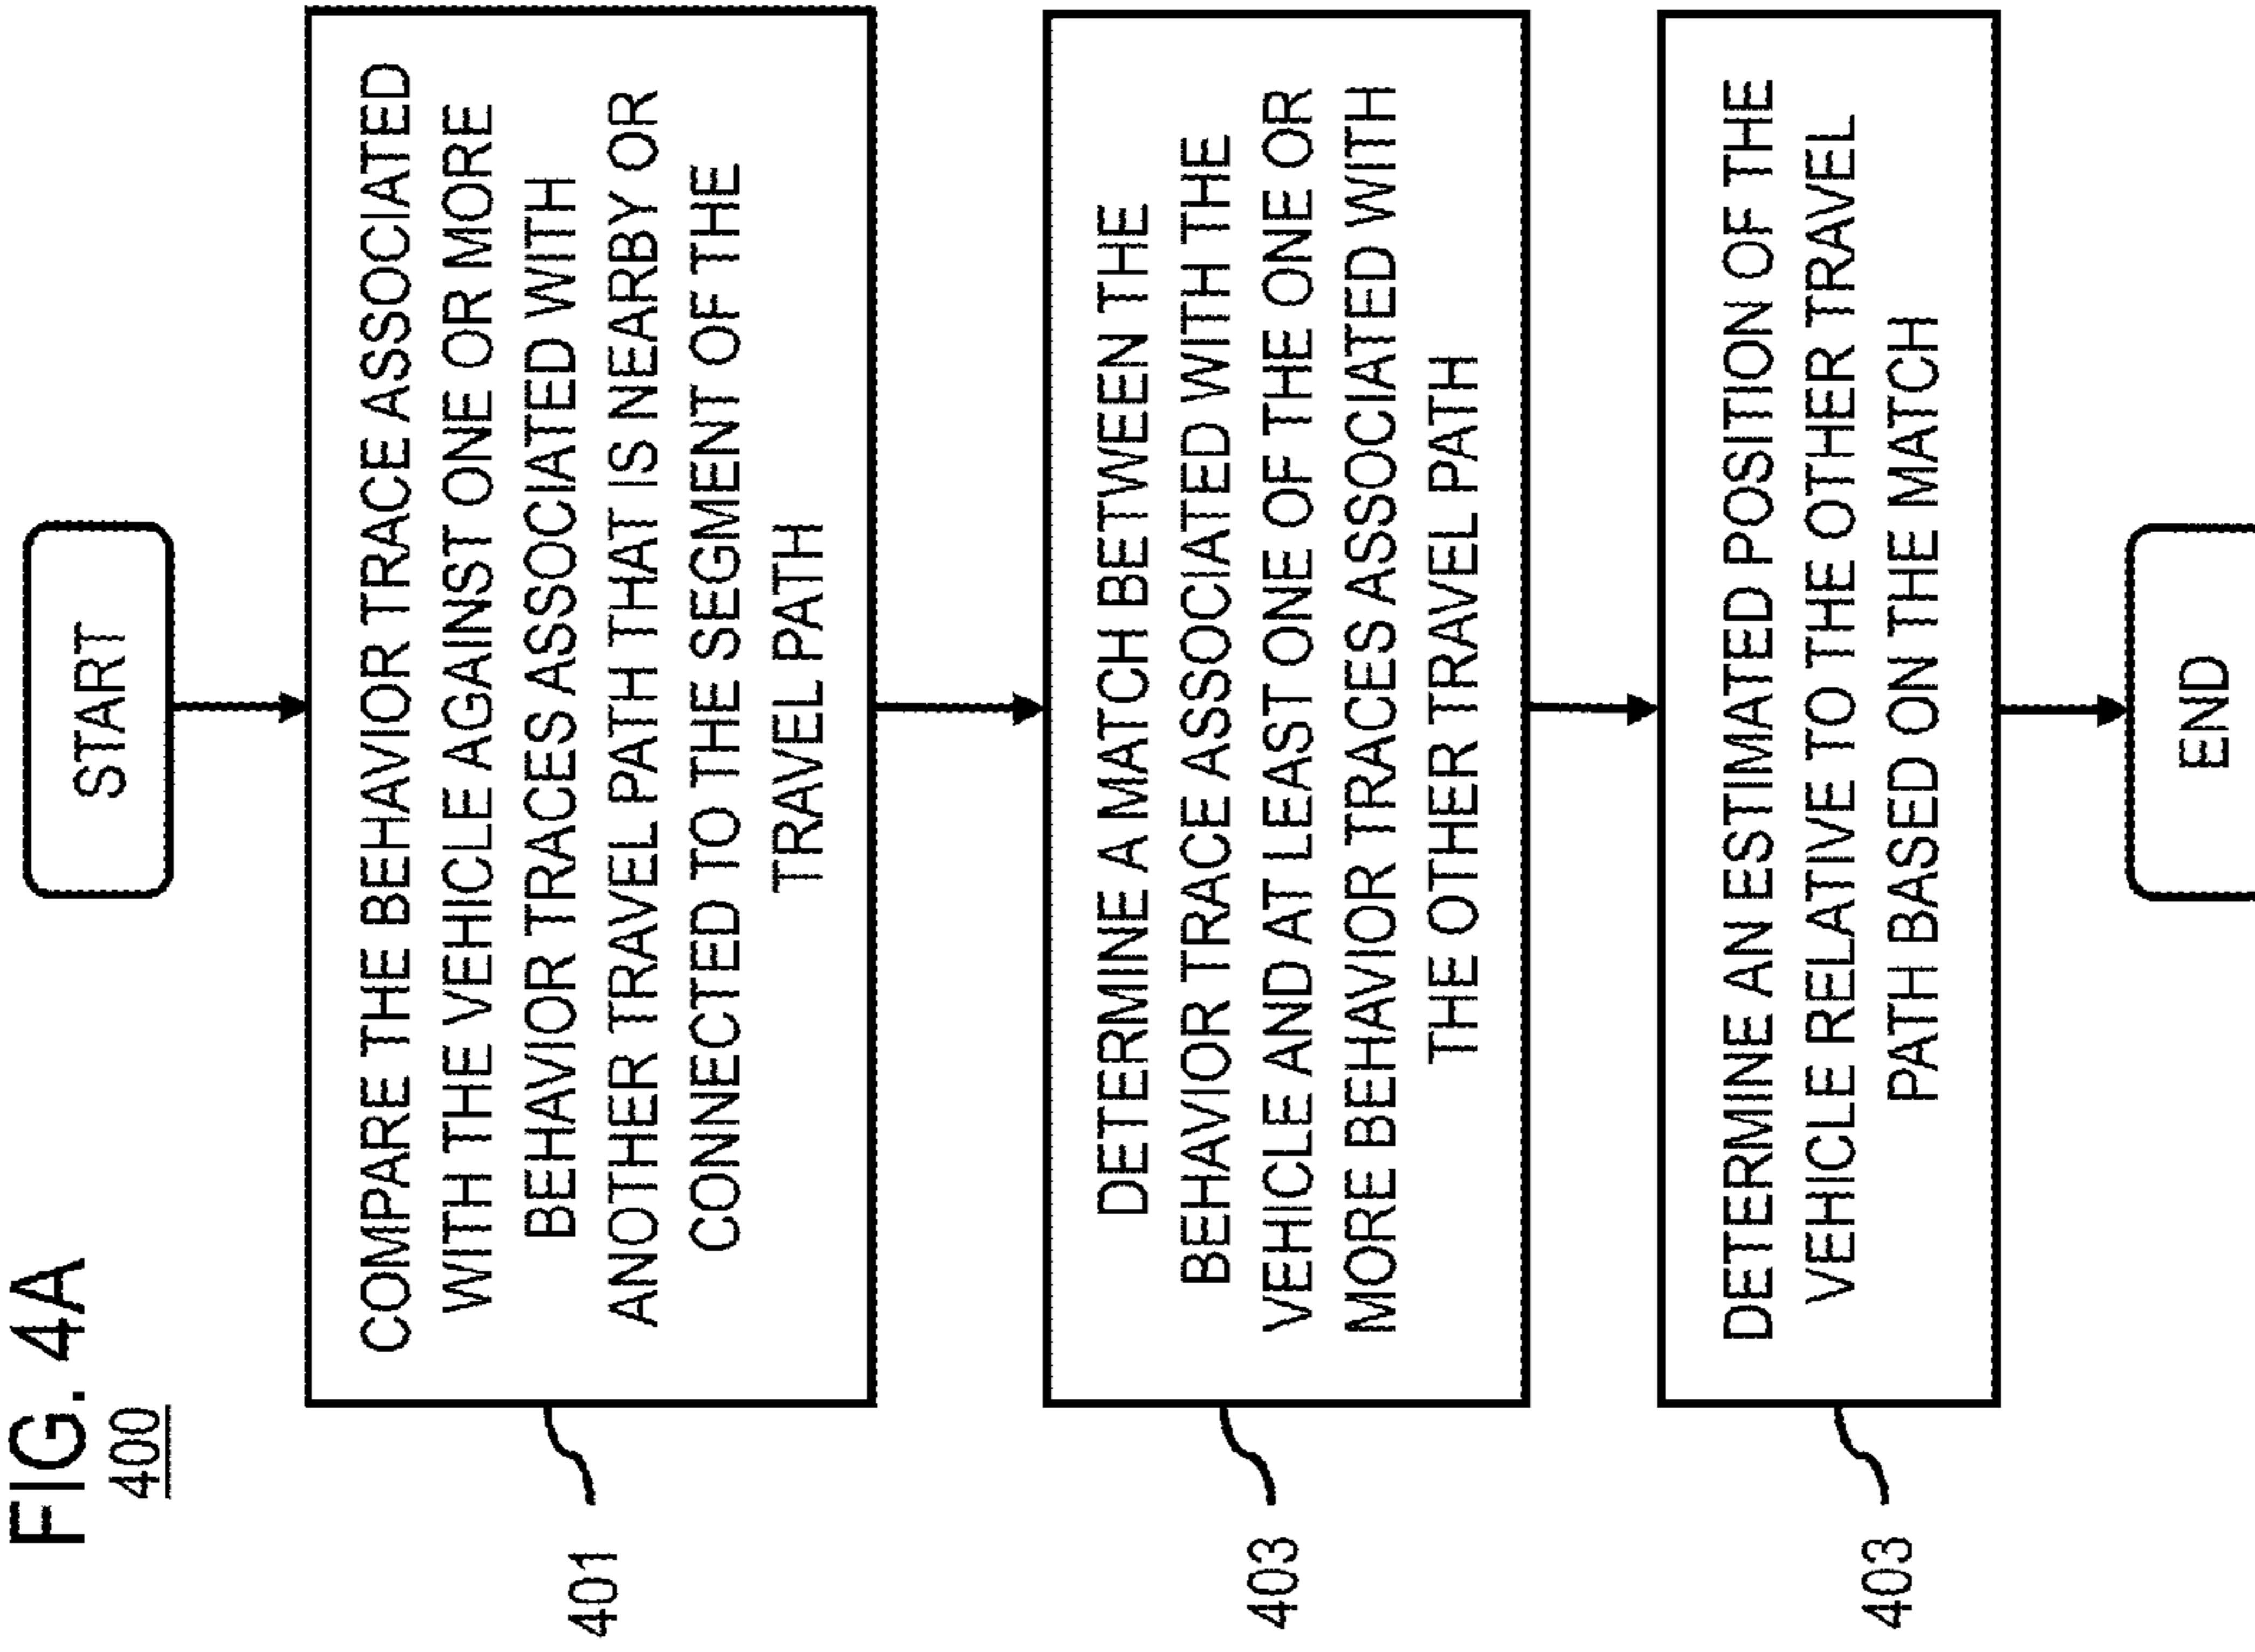 FIG. 4A
400
START
COMPARE THE BEHAVIOR TRACE ASSOCIATED
WITH THE VEHICLE AGAINST ONE OR MORE
BEHAVIOR TRACES ASSOCIATED WITH
ANOTHER TRAVEL PATH THAT IS NEARBY OR
CONNECTED TO THE SEGMENT OF THE
TRAVEL PATH
401
DETERMINE A MATCH BETWEEN THE
BEHAVIOR TRACE ASSOCIATED WITH THE
VEHICLE AND AT LEAST ONE OF THE ONE OR
MORE BEHAVIOR TRACES ASSOCIATED WITH
THE OTHER TRAVEL PATH
403
DETERMINE AN ESTIMATED POSITION OF THE
VEHICLE RELATIVE TO THE OTHER TRAVEL
PATH BASED ON THE MATCH
403
END